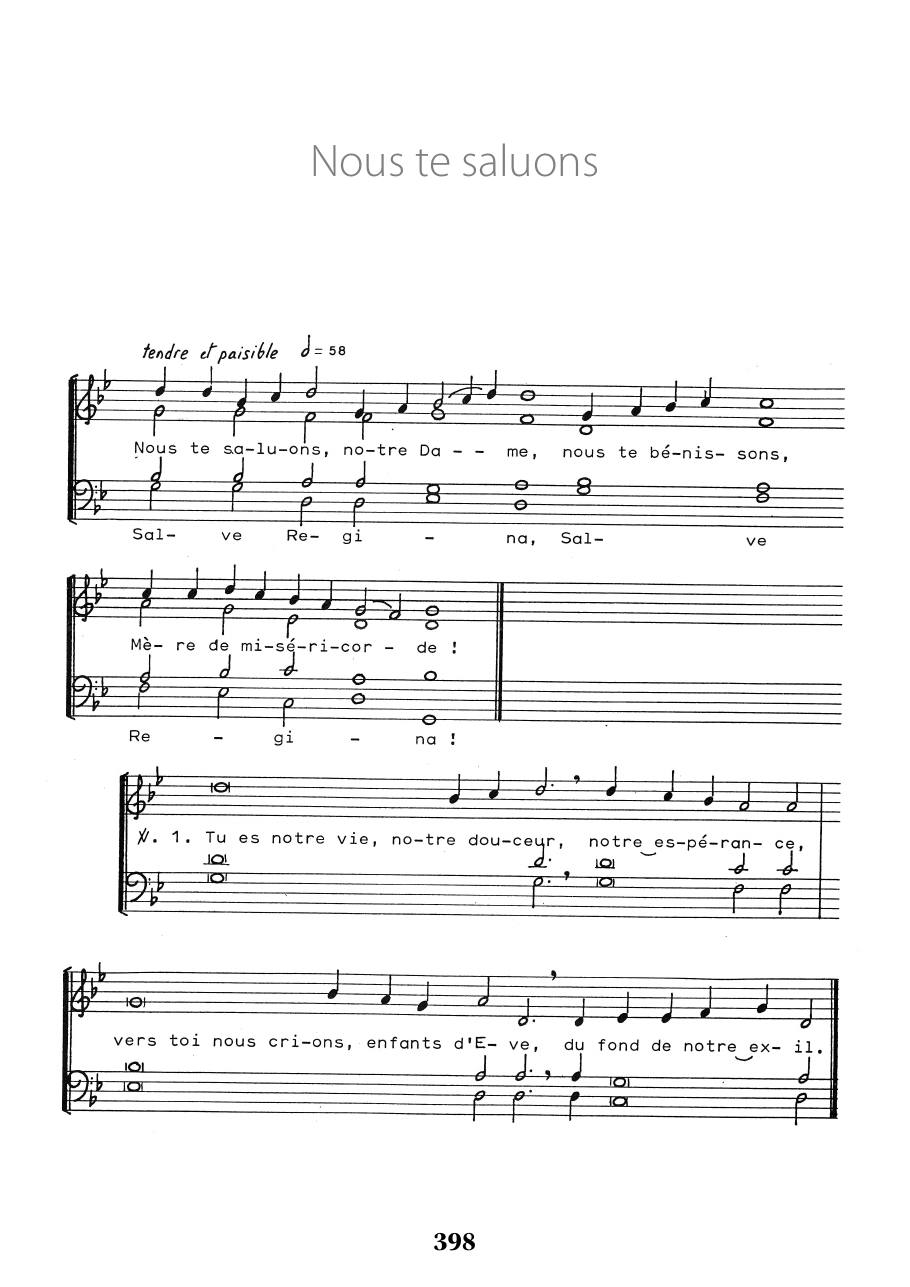 Nous te saluons
tendre et paisible 𝅗𝅥 = 58
Nous te sa-lu-ons, no-tre Da - - me, nous te bé-nis- sons,
Sal- ve Re- gi - na, Sal- ve
Mè- re de mi-sé-ri-cor - de !
Re - gi - na !
℣. 1. Tu es notre vie, no-tre dou-ceur, notre‿es-pé-ran- ce,
vers toi nous cri-ons, enfants d'E- ve, du fond de notre‿ex- il.
398